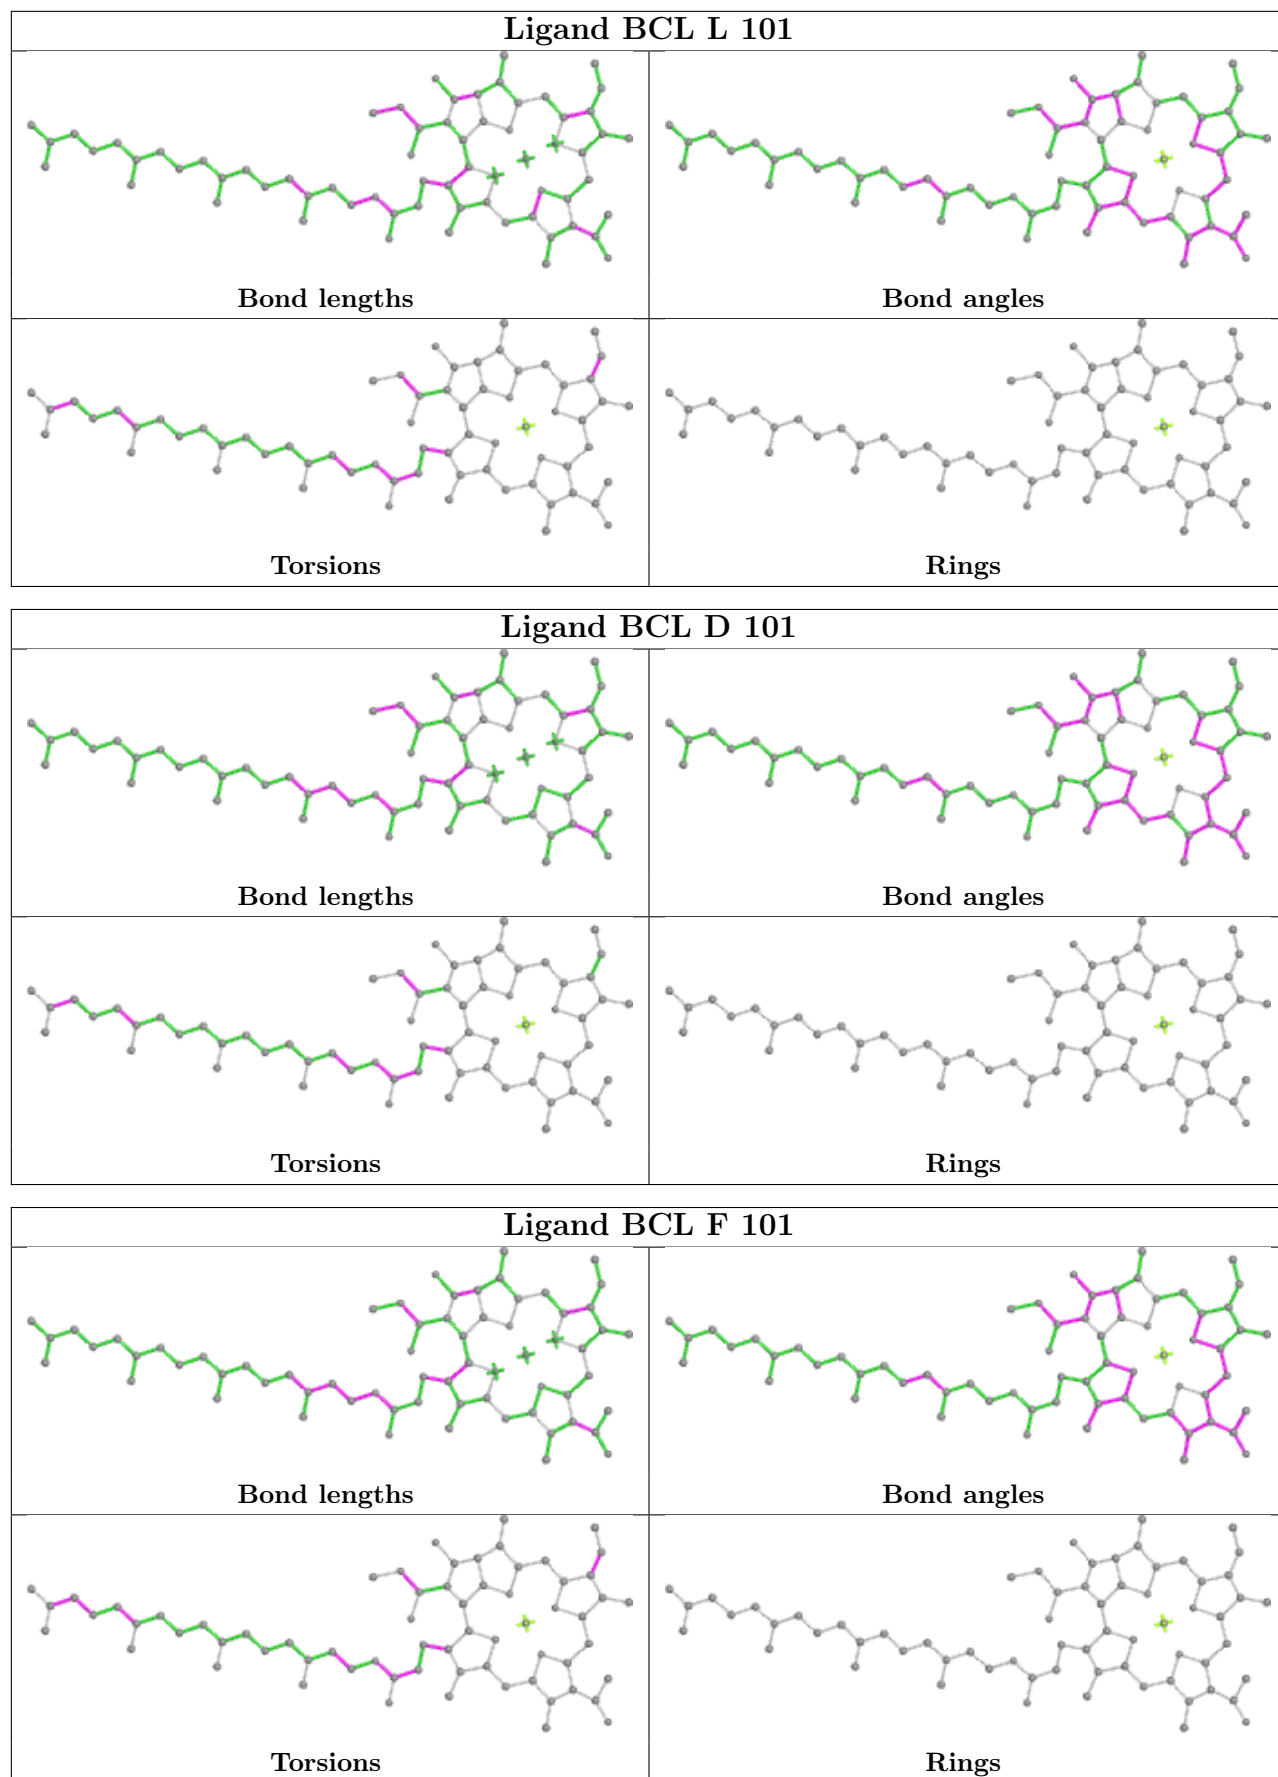 Ligand BCL L 101
Bond lengths
Bond angles
Torsions
Rings
Ligand BCL D 101
Bond lengths
Bond angles
Torsions
Rings
Ligand BCL F 101
Bond lengths
Bond angles
Torsions
Rings